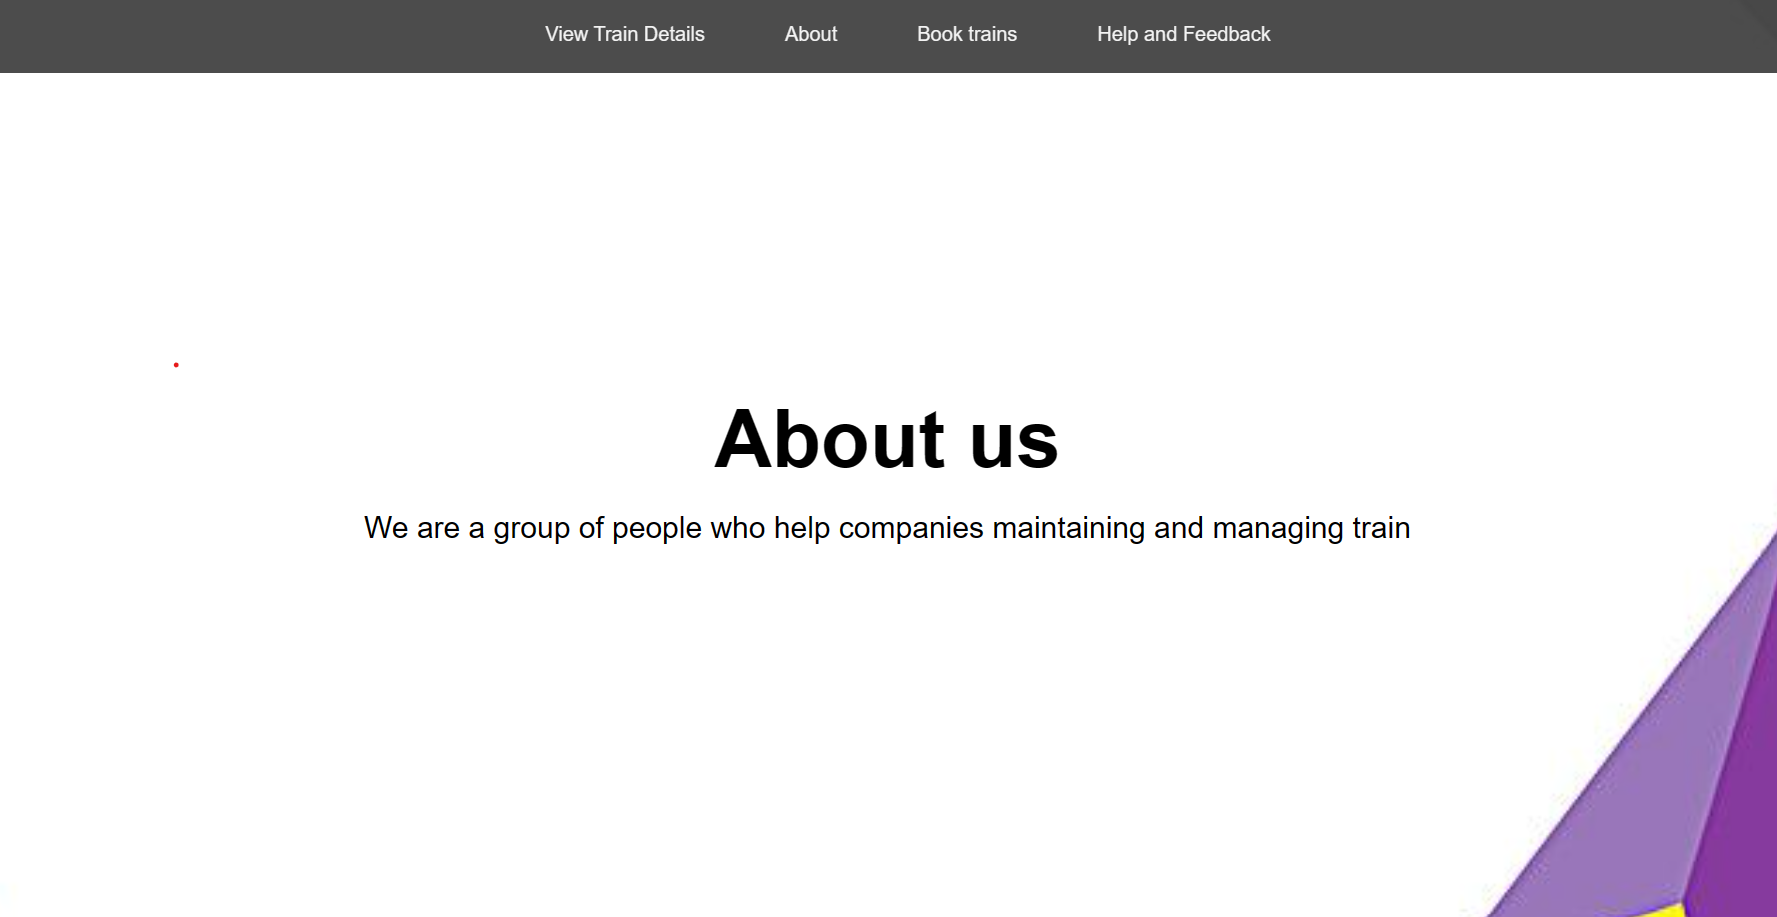 View Train Details About Book trains Help and Feedback
About us
We are a group of people who help companies maintaining and managing train